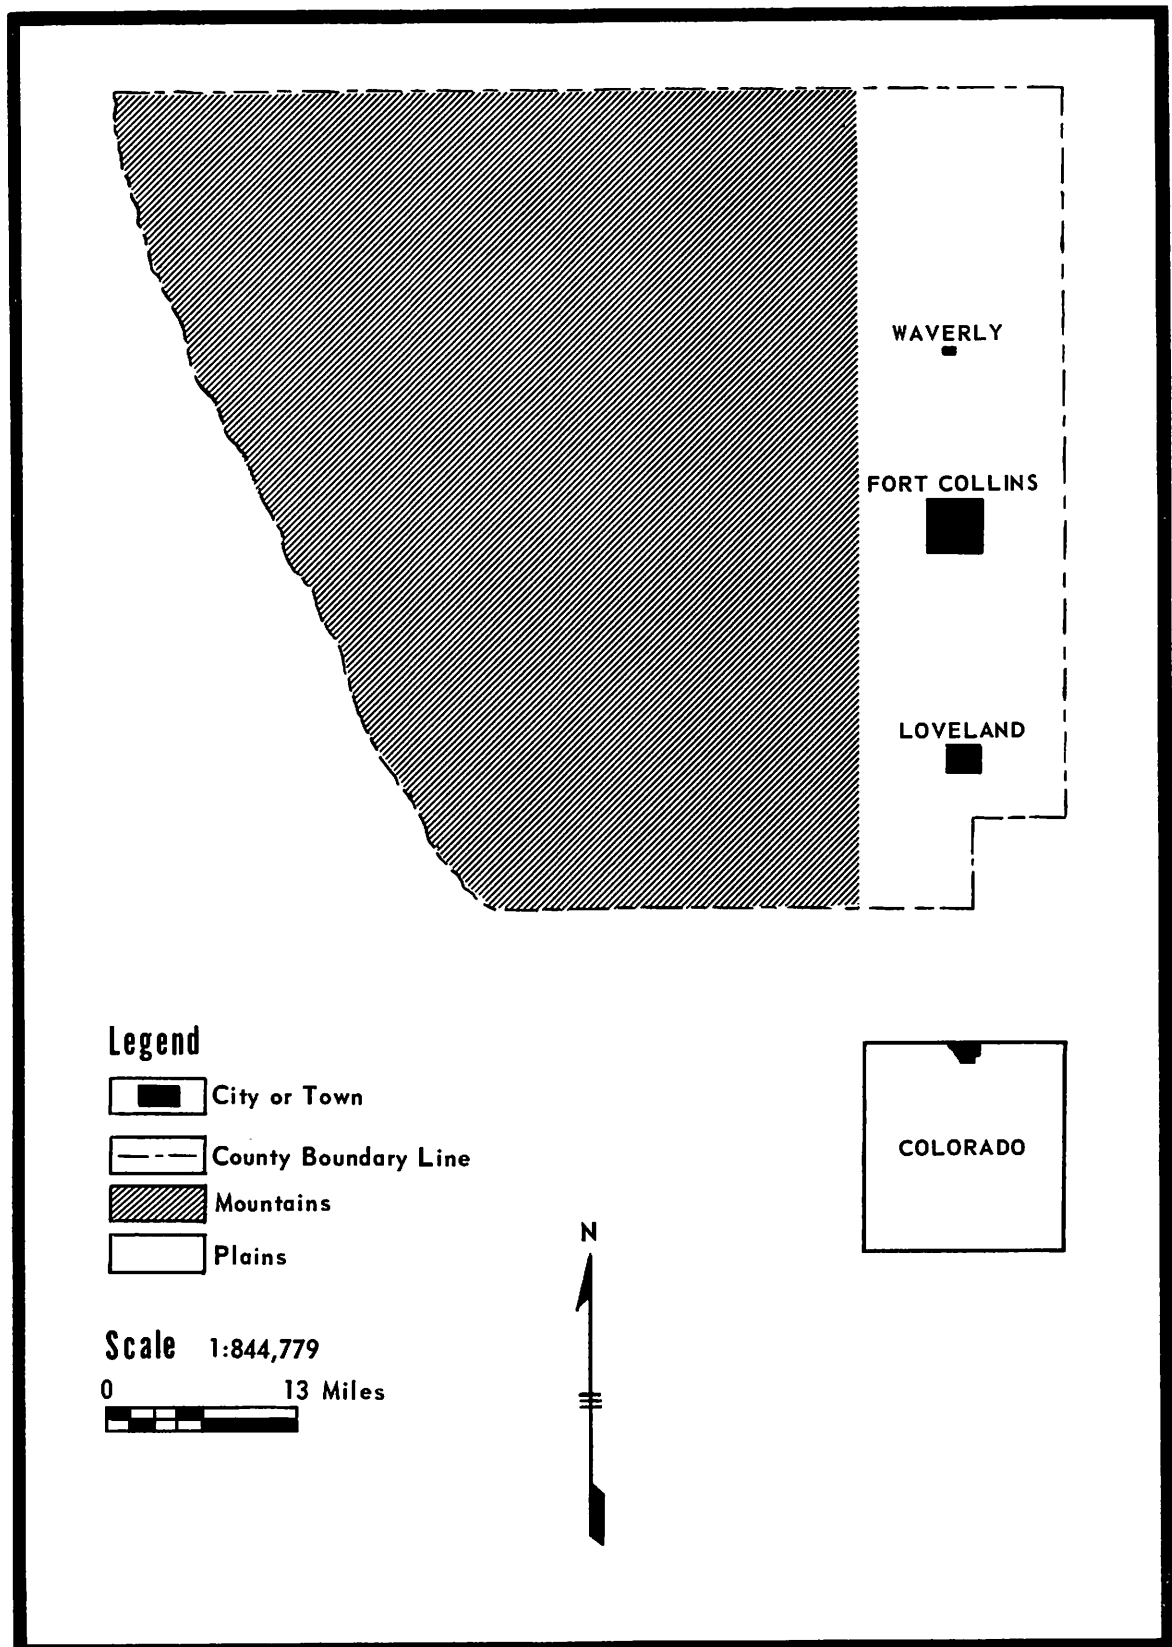 WAVERLY
FORT COLLINS
LOVELAND
Legend
City or Town
County Boundary Line
Mountains
Plains
COLORADO
N
Scale 1:844,779
0 13 Miles